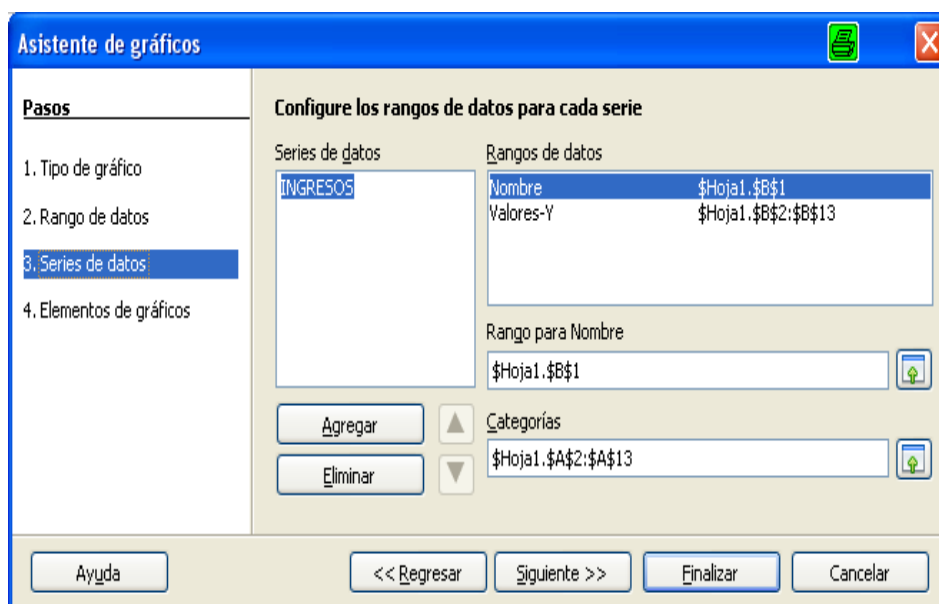 Asistente de gráficos
Pasos
1. Tipo de gráfico
2. Rango de datos
3. Series de datos
4. Elementos de gráficos
Configure los rangos de datos para cada serie
Series de datos
INGRESOS
Agregar
Eliminar
Rangos de datos
Nombre $Hoja1.$B$1
Valores-Y $Hoja1.$B$2:$B$13
Rango para Nombre
$Hoja1.$B$1
Categorías
$Hoja1.$A$2:$A$13
Ayuda << Regresar Siguiente >> Finalizar Cancelar